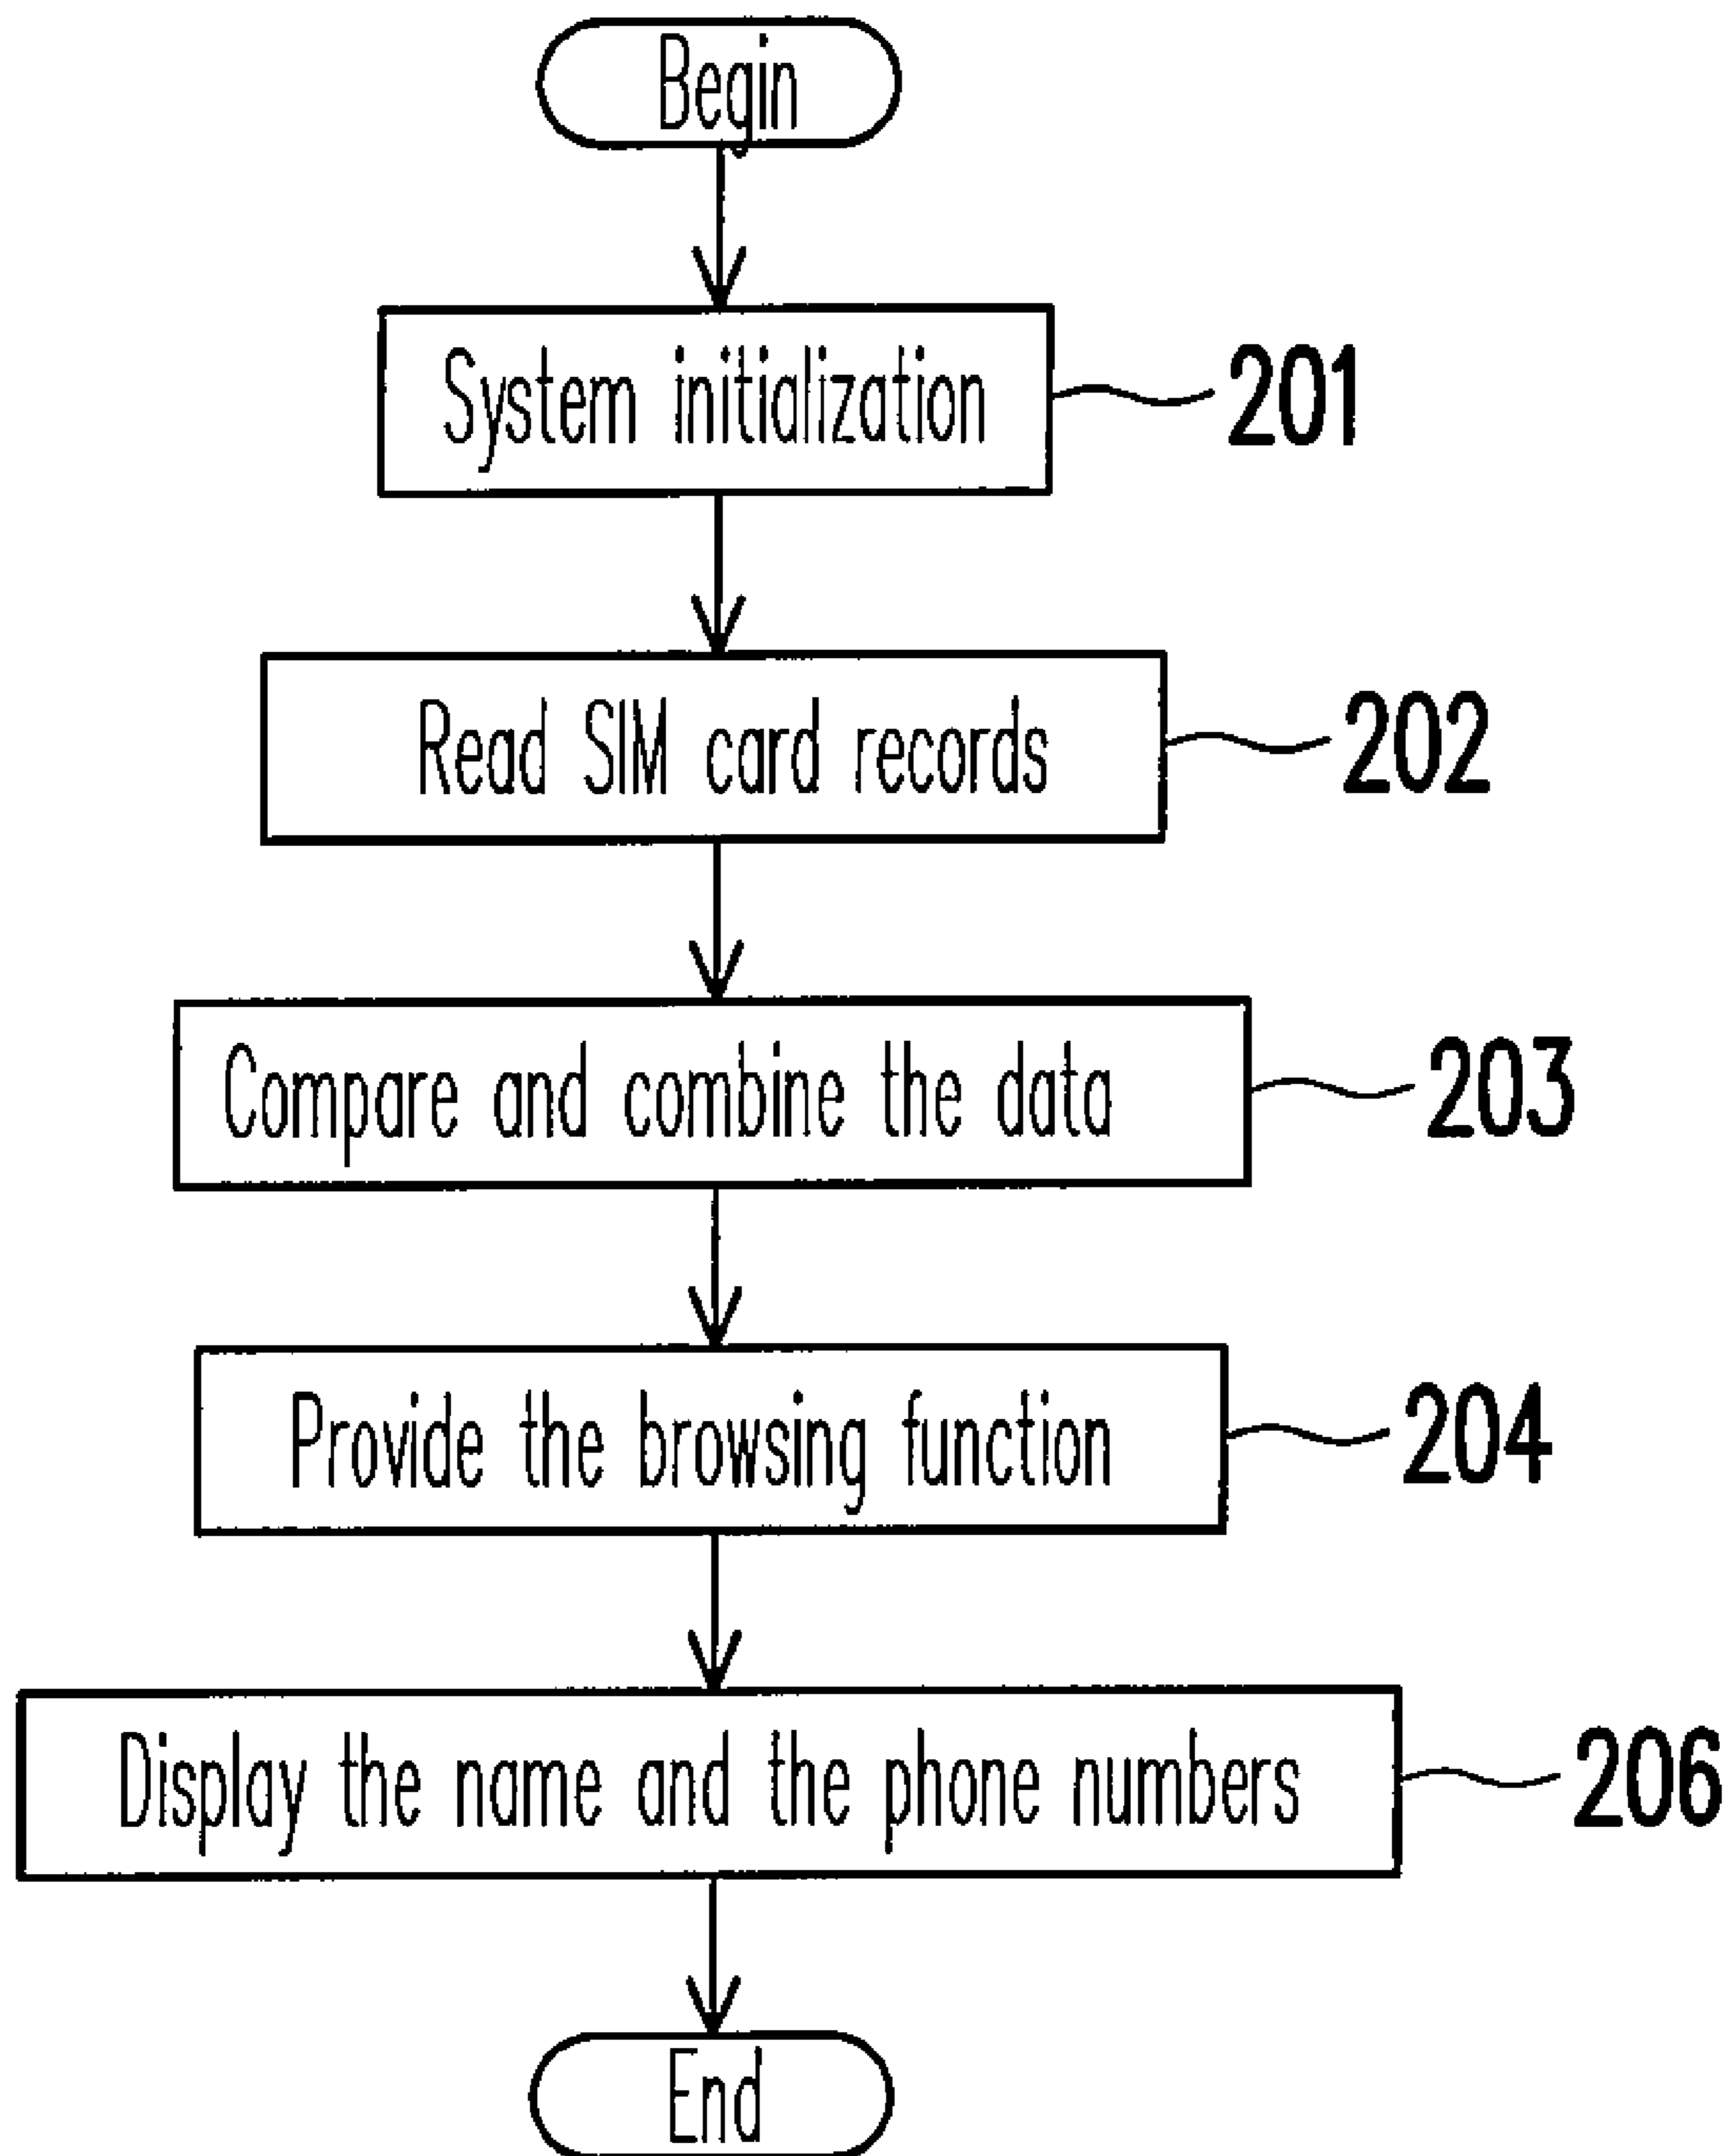 Begin
System initialization 201
Read SIM card records 202
Compare and combine the data 203
Provide the browsing function 204
Display the name and the phone numbers 206
End